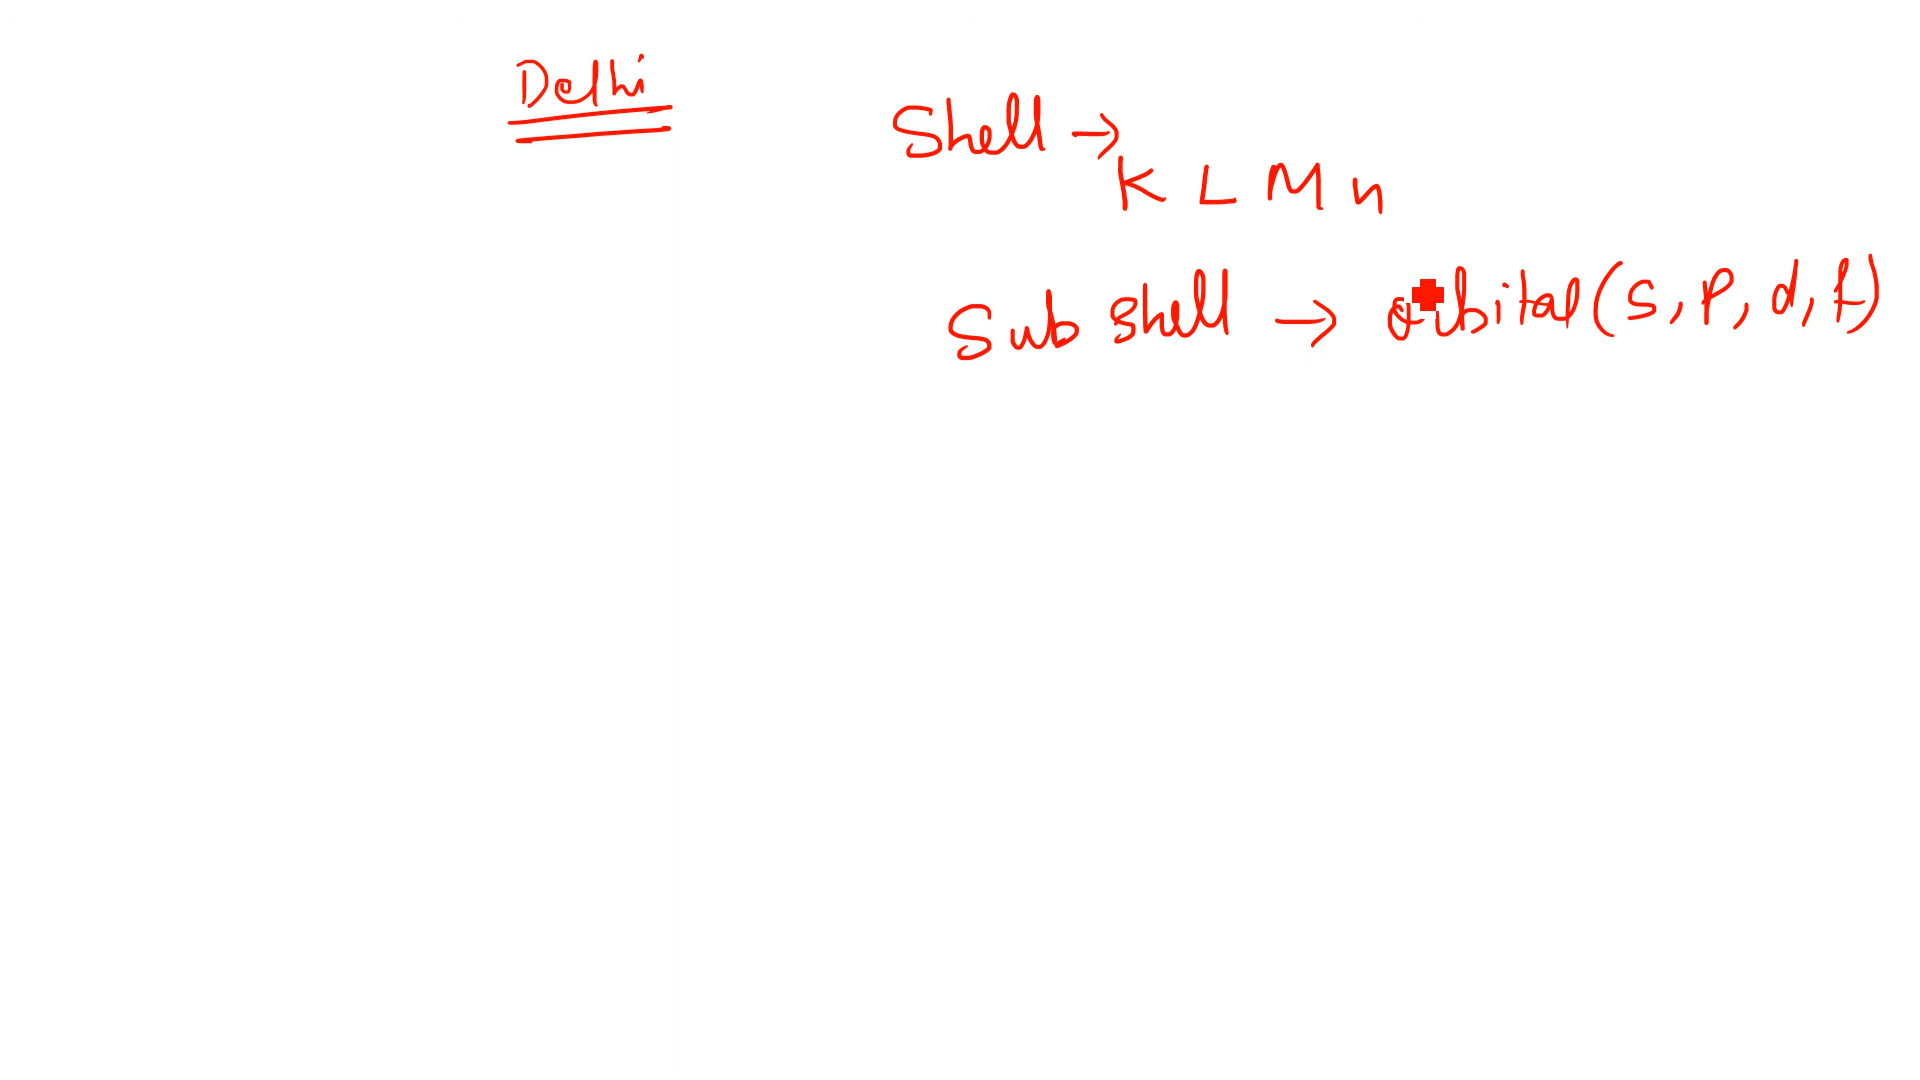 Delhi
Shell →
K L M n
Sub shell → orbital (s, p, d, f)